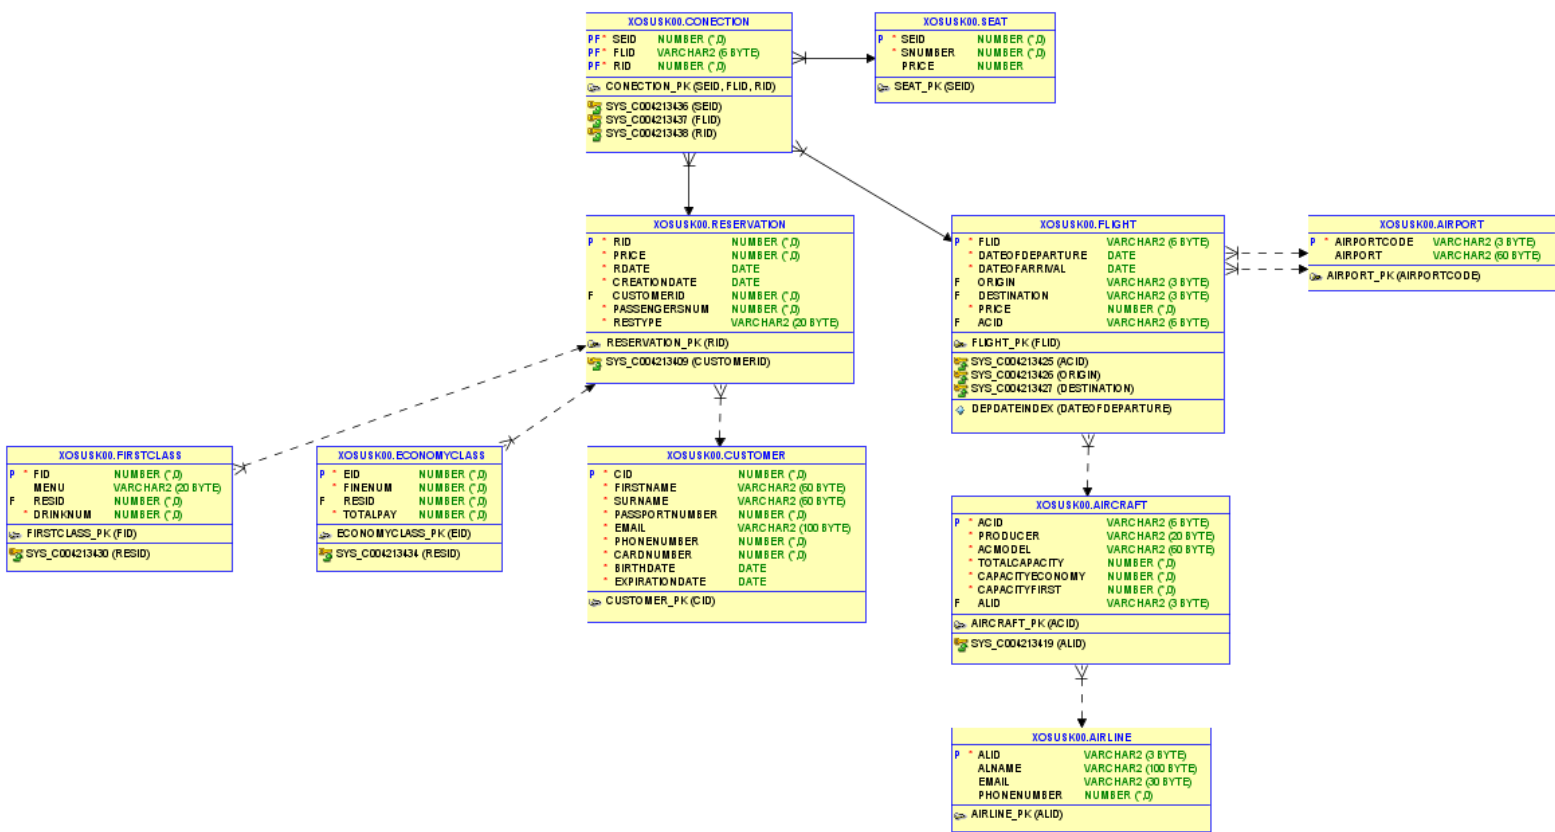 XOSUSK00.CONECTION
PF* SEID NUMBER (*,0)
PF* FLID VARCHAR2 (6 BYTE)
PF* RID NUMBER (*,0)
CONECTION_PK (SEID, FLID, RID)
SYS_C004213436 (SEID)
SYS_C004213437 (FLID)
SYS_C004213438 (RID)
XOSUSK00.SEAT
P * SEID NUMBER (*,0)
* SNUMBER NUMBER (*,0)
PRICE NUMBER
SEAT_PK (SEID)
XOSUSK00.RESERVATION
P * RID NUMBER (*,0)
* PRICE NUMBER (*,0)
* RDATE DATE
* CREATIONDATE DATE
F CUSTOMERID NUMBER (*,0)
* PASSENGERSNUM NUMBER (*,0)
* RESTYPE VARCHAR2 (20 BYTE)
RESERVATION_PK (RID)
SYS_C004213409 (CUSTOMERID)
XOSUSK00.FLIGHT
P * FLID VARCHAR2 (6 BYTE)
* DATEOFDEPARTURE DATE
* DATEOFARRIVAL DATE
F ORIGIN VARCHAR2 (3 BYTE)
F DESTINATION VARCHAR2 (3 BYTE)
* PRICE NUMBER (*,0)
F ACID VARCHAR2 (6 BYTE)
FLIGHT_PK (FLID)
SYS_C004213425 (ACID)
SYS_C004213426 (ORIGIN)
SYS_C004213427 (DESTINATION)
DEPDATEINDEX (DATEOFDEPARTURE)
XOSUSK00.AIRPORT
P * AIRPORTCODE VARCHAR2 (3 BYTE)
AIRPORT VARCHAR2 (60 BYTE)
AIRPORT_PK (AIRPORTCODE)
XOSUSK00.FIRSTCLASS
P * FID NUMBER (*,0)
MENU VARCHAR2 (20 BYTE)
F RESID NUMBER (*,0)
* DRINKNUM NUMBER (*,0)
FIRSTCLASS_PK (FID)
SYS_C004213430 (RESID)
XOSUSK00.ECONOMYCLASS
P * EID NUMBER (*,0)
* FINENUM NUMBER (*,0)
F RESID NUMBER (*,0)
* TOTALPAY NUMBER (*,0)
ECONOMYCLASS_PK (EID)
SYS_C004213434 (RESID)
XOSUSK00.CUSTOMER
P * CID NUMBER (*,0)
* FIRSTNAME VARCHAR2 (60 BYTE)
* SURNAME VARCHAR2 (60 BYTE)
* PASSPORTNUMBER NUMBER (*,0)
* EMAIL VARCHAR2 (100 BYTE)
* PHONENUMBER NUMBER (*,0)
* CARDNUMBER NUMBER (*,0)
* BIRTHDATE DATE
* EXPIRATIONDATE DATE
CUSTOMER_PK (CID)
XOSUSK00.AIRCRAFT
P * ACID VARCHAR2 (6 BYTE)
* PRODUCER VARCHAR2 (20 BYTE)
* ACMODEL VARCHAR2 (60 BYTE)
* TOTALCAPACITY NUMBER (*,0)
* CAPACITYECONOMY NUMBER (*,0)
* CAPACITYFIRST NUMBER (*,0)
F ALID VARCHAR2 (3 BYTE)
AIRCRAFT_PK (ACID)
SYS_C004213419 (ALID)
XOSUSK00.AIRLINE
P * ALID VARCHAR2 (3 BYTE)
ALNAME VARCHAR2 (100 BYTE)
EMAIL VARCHAR2 (30 BYTE)
PHONENUMBER NUMBER (*,0)
AIRLINE_PK (ALID)